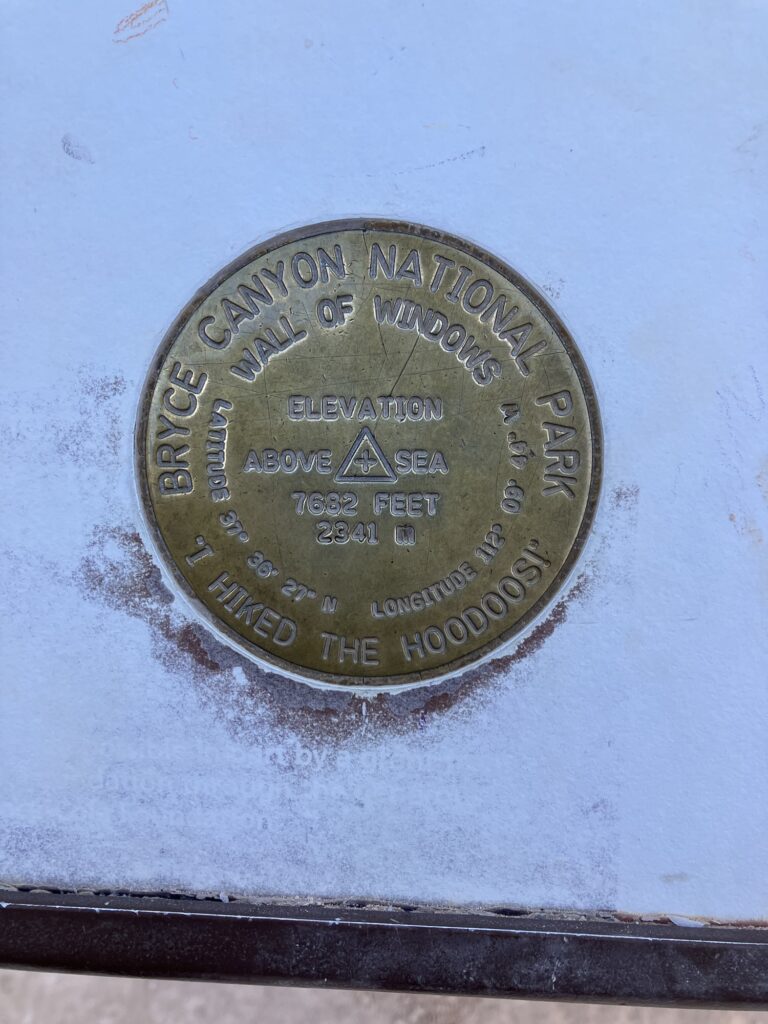 BRYCE CANYON NATIONAL PARK
WALL OF WINDOWS
ELEVATION
ABOVE SEA
7682 FEET
2341 M
LATITUDE 37° 36' 27" N
LONGITUDE 112° 09'
"I HIKED THE HOODOOS!"